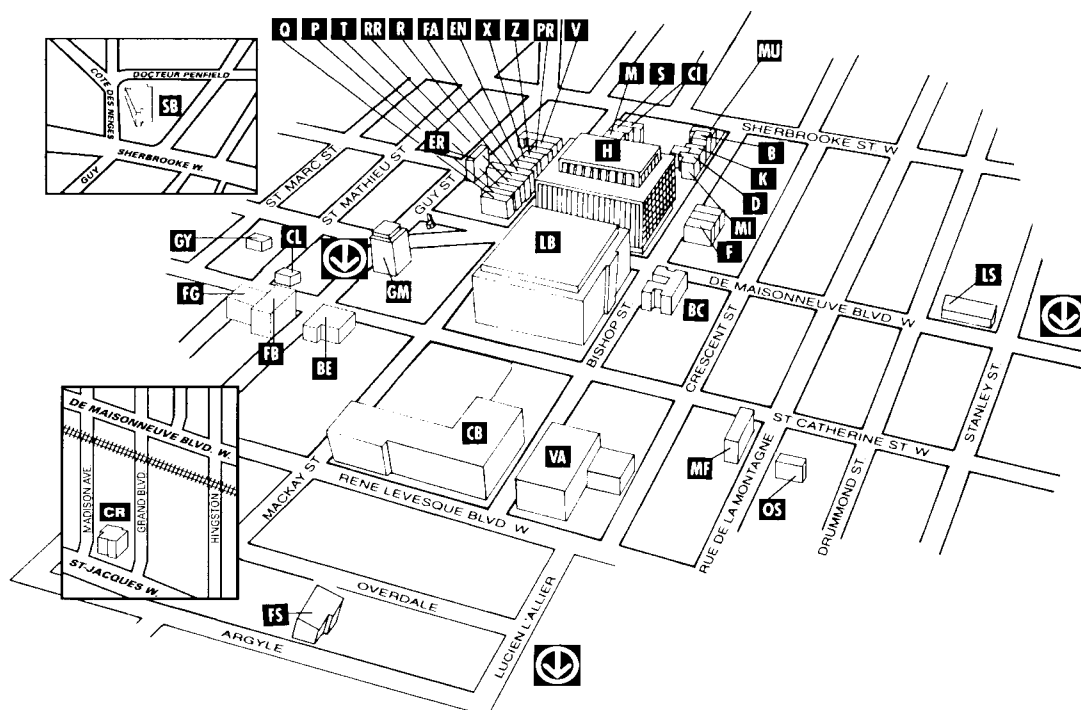 Q P T RR R FA EN X Z PR V
M S CI MU
COTE DES NEIGES
DOCTEUR PENFIELD
SB
SHERBROOKE W.
GUY
ER
H
SHERBROOKE ST W
B
K
D
MI
F
ST MARC ST
ST MATHIEU ST
GUY ST
GY
CL
GM
LB
FG
FB
BE
BISHOP ST
BC
CRESCENT ST
DE MAISONNEUVE BLVD W
LS
STANLEY ST
ST CATHERINE ST W
DE MAISONNEUVE BLVD. W.
MADISON AVE.
GRAND BLVD.
HINGSTON
CR
ST-JACQUES W.
CB
VA
MF
OS
MACKAY ST
RENE LEVESQUE BLVD W
RUE DE LA MONTAGNE
DRUMMOND ST
OVERDALE
FS
ARGYLE
LUCIEN L'ALLIER